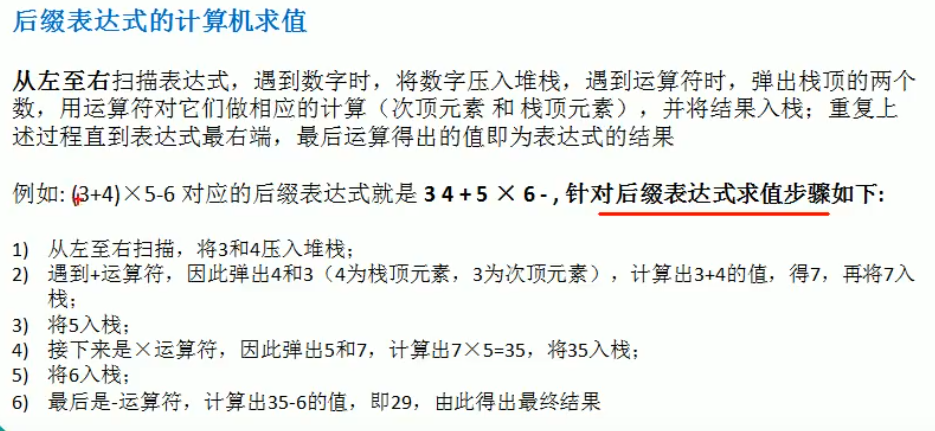 后缀表达式的计算机求值
从左至右扫描表达式，遇到数字时，将数字压入堆栈，遇到运算符时，弹出栈顶的两个
数，用运算符对它们做相应的计算（次顶元素 和 栈顶元素），并将结果入栈；重复上
述过程直到表达式最右端，最后运算得出的值即为表达式的结果
例如: (3+4)×5-6 对应的后缀表达式就是 3 4 + 5 × 6 - , 针对后缀表达式求值步骤如下:
1) 从左至右扫描，将3和4压入堆栈；
2) 遇到+运算符，因此弹出4和3（4为栈顶元素，3为次顶元素），计算出3+4的值，得7，再将7入
栈；
3) 将5入栈；
4) 接下来是×运算符，因此弹出5和7，计算出7×5=35，将35入栈；
5) 将6入栈；
6) 最后是-运算符，计算出35-6的值，即29，由此得出最终结果